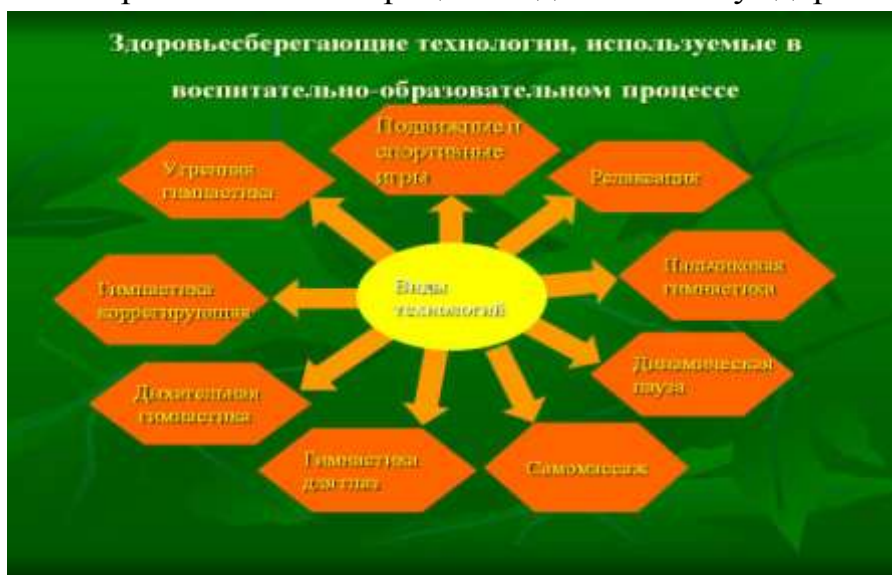 Здоровьесберегающие технологии, используемые в
воспитательно-образовательном процессе
Подвижные и
спортивные
игры
Утренняя
гимнастика
Релаксация
Пальчиковая
гимнастика
Гимнастика
коррегирующая
Виды
технологий
Динамическая
пауза
Дыхательная
гимнастика
Гимнастика
для глаз
Самомассаж